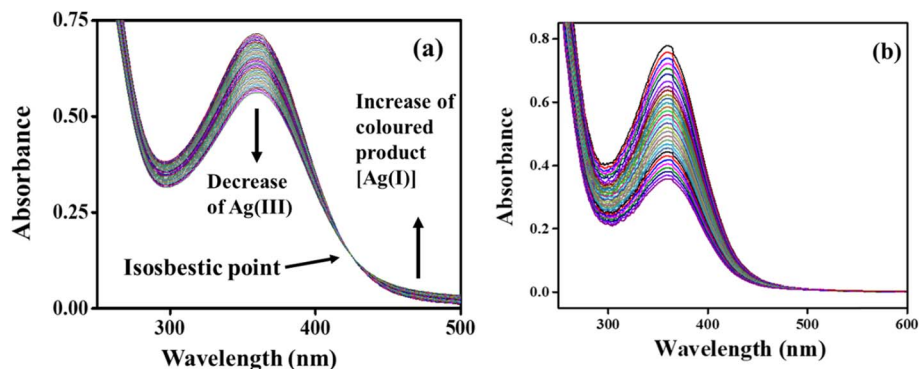 (a)
0.75
0.50
0.25
0.00
Absorbance
300
400
500
Wavelength (nm)
Decrease
of Ag(III)
Increase of
coloured
product
[Ag(I)]
Isosbestic point
(b)
0.8
0.6
0.4
0.2
0.0
Absorbance
300
400
500
600
Wavelength (nm)